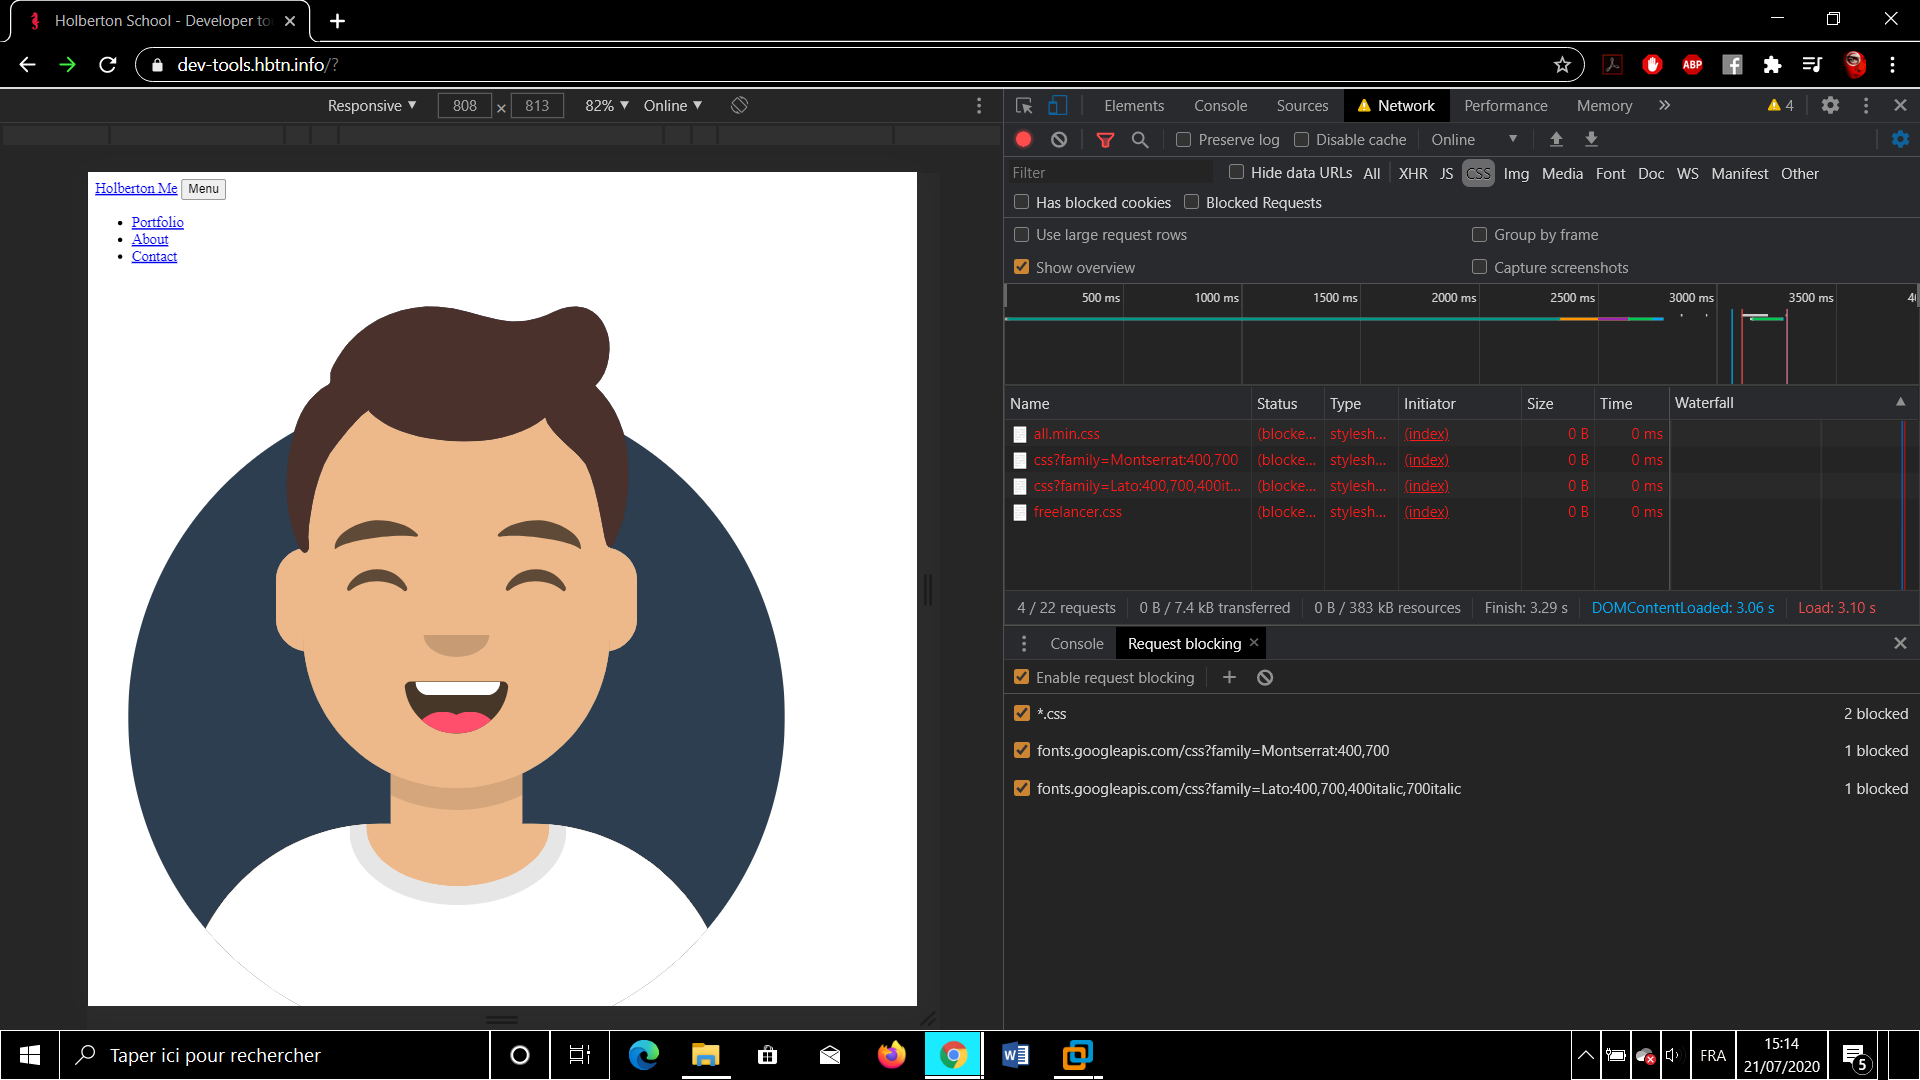 Holberton School - Developer to
dev-tools.hbtn.info/?
ABP
Responsive ▼ 808 × 813 82% ▼ Online ▼
Elements Console Sources Network Performance Memory » 4
Preserve log Disable cache Online ▼
Filter Hide data URLs All XHR JS CSS Img Media Font Doc WS Manifest Other
Has blocked cookies Blocked Requests
Use large request rows Group by frame
Show overview Capture screenshots
500 ms 1000 ms 1500 ms 2000 ms 2500 ms 3000 ms 3500 ms
Name Status Type Initiator Size Time Waterfall
all.min.css (blocke... stylesh... (index) 0 B 0 ms
css?family=Montserrat:400,700 (blocke... stylesh... (index) 0 B 0 ms
css?family=Lato:400,700,400it... (blocke... stylesh... (index) 0 B 0 ms
freelancer.css (blocke... stylesh... (index) 0 B 0 ms
4 / 22 requests 0 B / 7.4 kB transferred 0 B / 383 kB resources Finish: 3.29 s DOMContentLoaded: 3.06 s Load: 3.10 s
Console Request blocking
Enable request blocking
*.css 2 blocked
fonts.googleapis.com/css?family=Montserrat:400,700 1 blocked
fonts.googleapis.com/css?family=Lato:400,700,400italic,700italic 1 blocked
Holberton Me Menu
Portfolio
About
Contact
Taper ici pour rechercher
FRA
15:14
21/07/2020
5